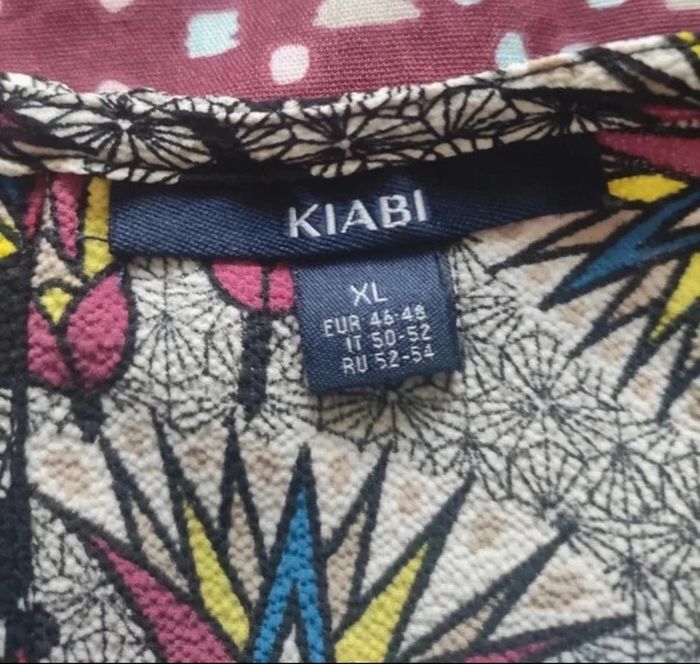 KIABI
XL
EUR 46-48
IT 50-52
RU 52-54